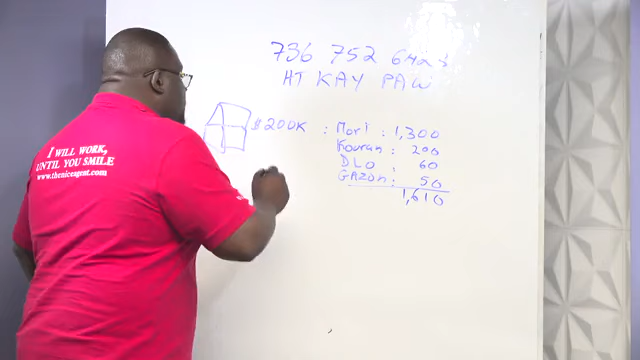 736 752 6428
HT KAY PAW
$200K : Mort : 1,300
Kouran : 200
DLO : 60
GAZON : 50
1,610
I WILL WORK,
UNTIL YOU SMILE
www.theniceagent.com